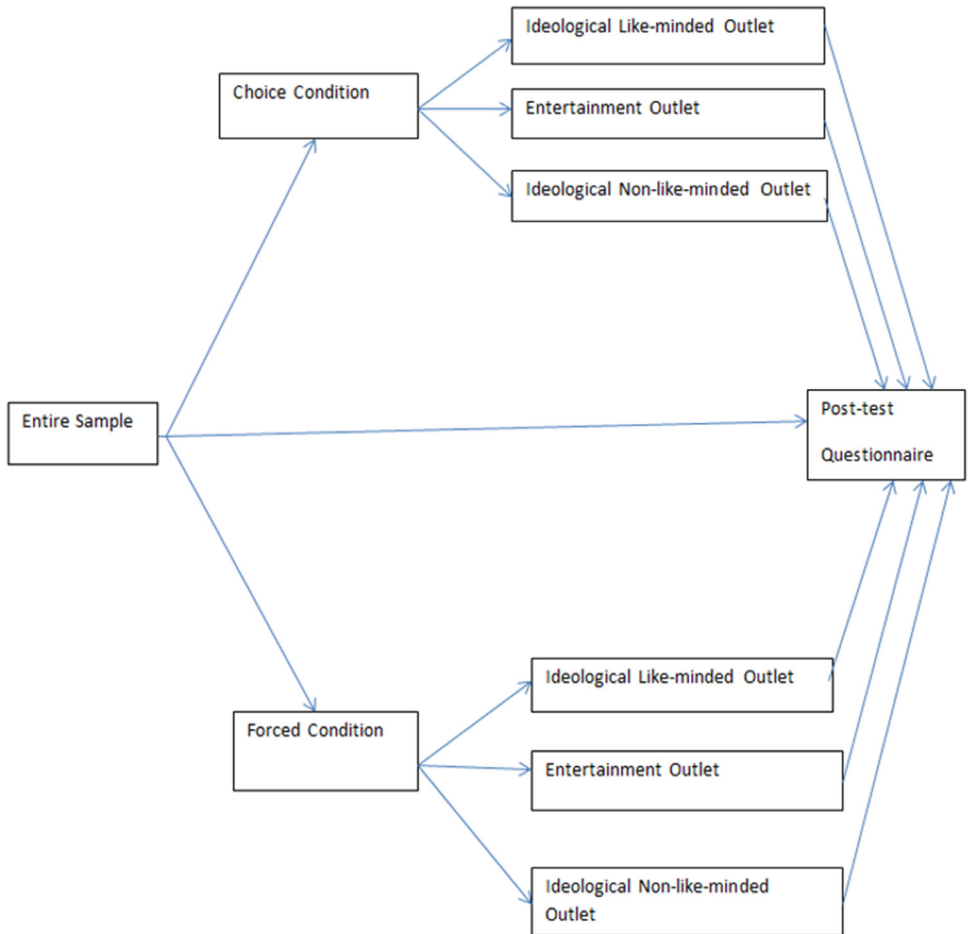 Ideological Like-minded Outlet
Choice Condition
Entertainment Outlet
Ideological Non-like-minded Outlet
Entire Sample
Post-test
Questionnaire
Ideological Like-minded Outlet
Forced Condition
Entertainment Outlet
Ideological Non-like-minded
Outlet